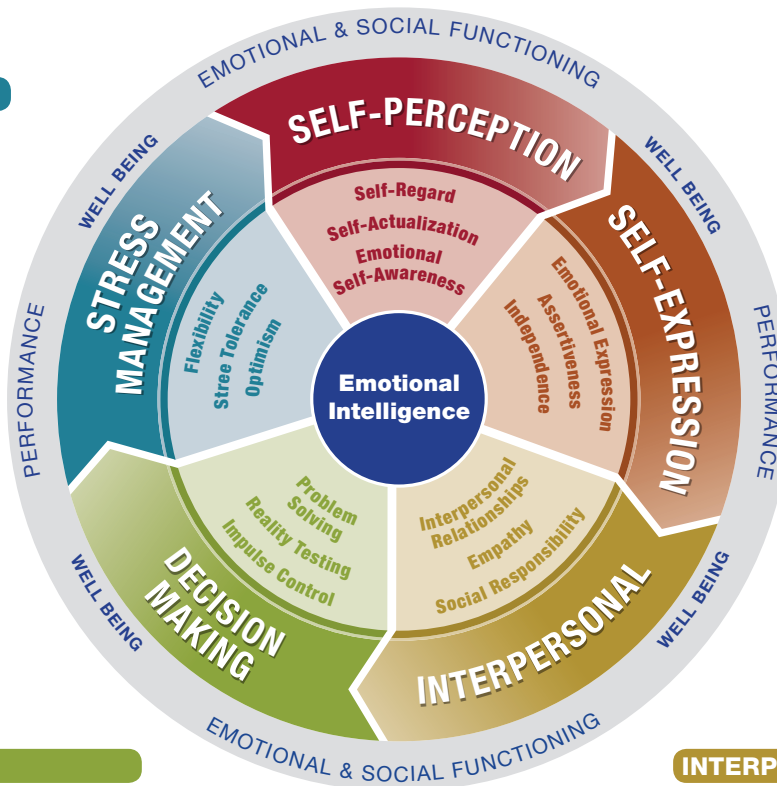 EMOTIONAL & SOCIAL FUNCTIONING
WELL BEING
WELL BEING
PERFORMANCE
PERFORMANCE
SELF-PERCEPTION
Self-Regard
Self-Actualization
Emotional
Self-Awareness
SELF-EXPRESSION
Emotional Expression
Assertiveness
Independence
STRESS
MANAGEMENT
Flexibility
Stree Tolerance
Optimism
Emotional
Intelligence
Interpersonal
Relationships
Empathy
Social Responsibility
INTERPERSONAL
Problem
Solving
Reality Testing
Impulse Control
DECISION
MAKING
WELL BEING
WELL BEING
EMOTIONAL & SOCIAL FUNCTIONING
INTERP